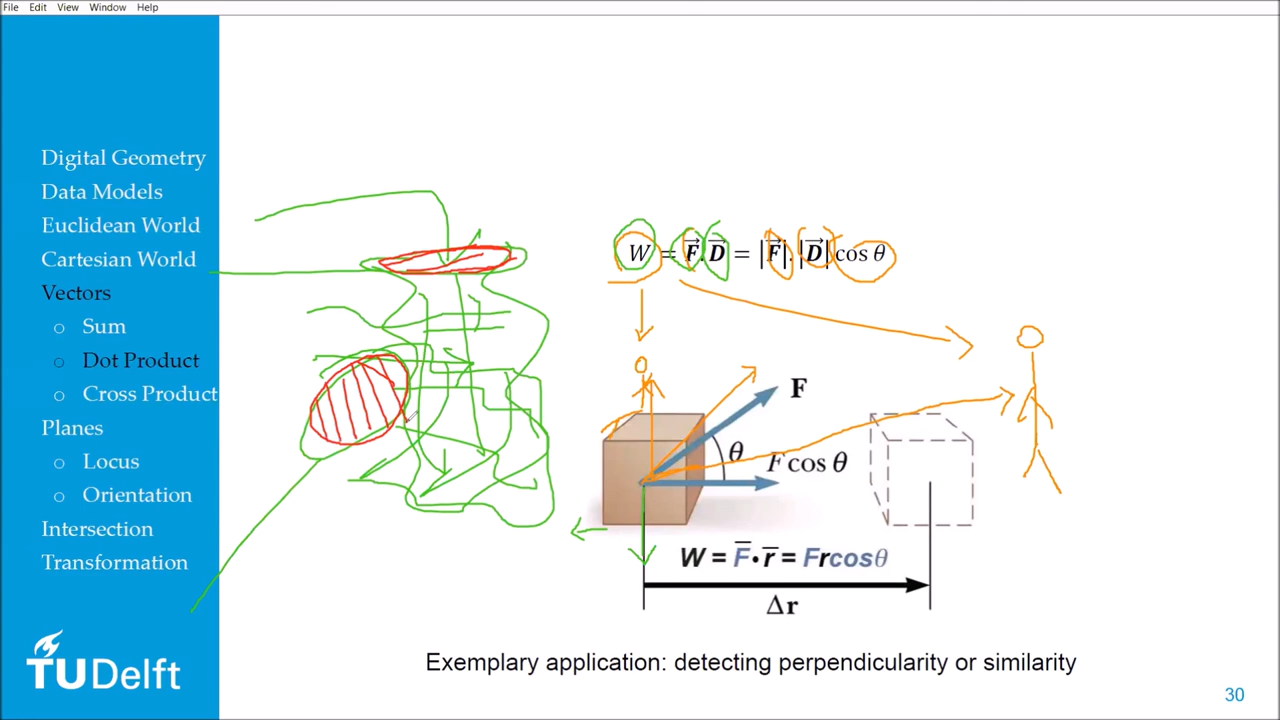 File Edit View Window Help
Digital Geometry
Data Models
Euclidean World
Cartesian World
Vectors
○ Sum
○ Dot Product
○ Cross Product
Planes
○ Locus
○ Orientation
Intersection
Transformation
TUDelft
W = F⃗. D⃗ = |F⃗|. |D⃗| cos θ
F
θ
F cos θ
W = F̅•r̅ = Frcosθ
Δr
Exemplary application: detecting perpendicularity or similarity
30